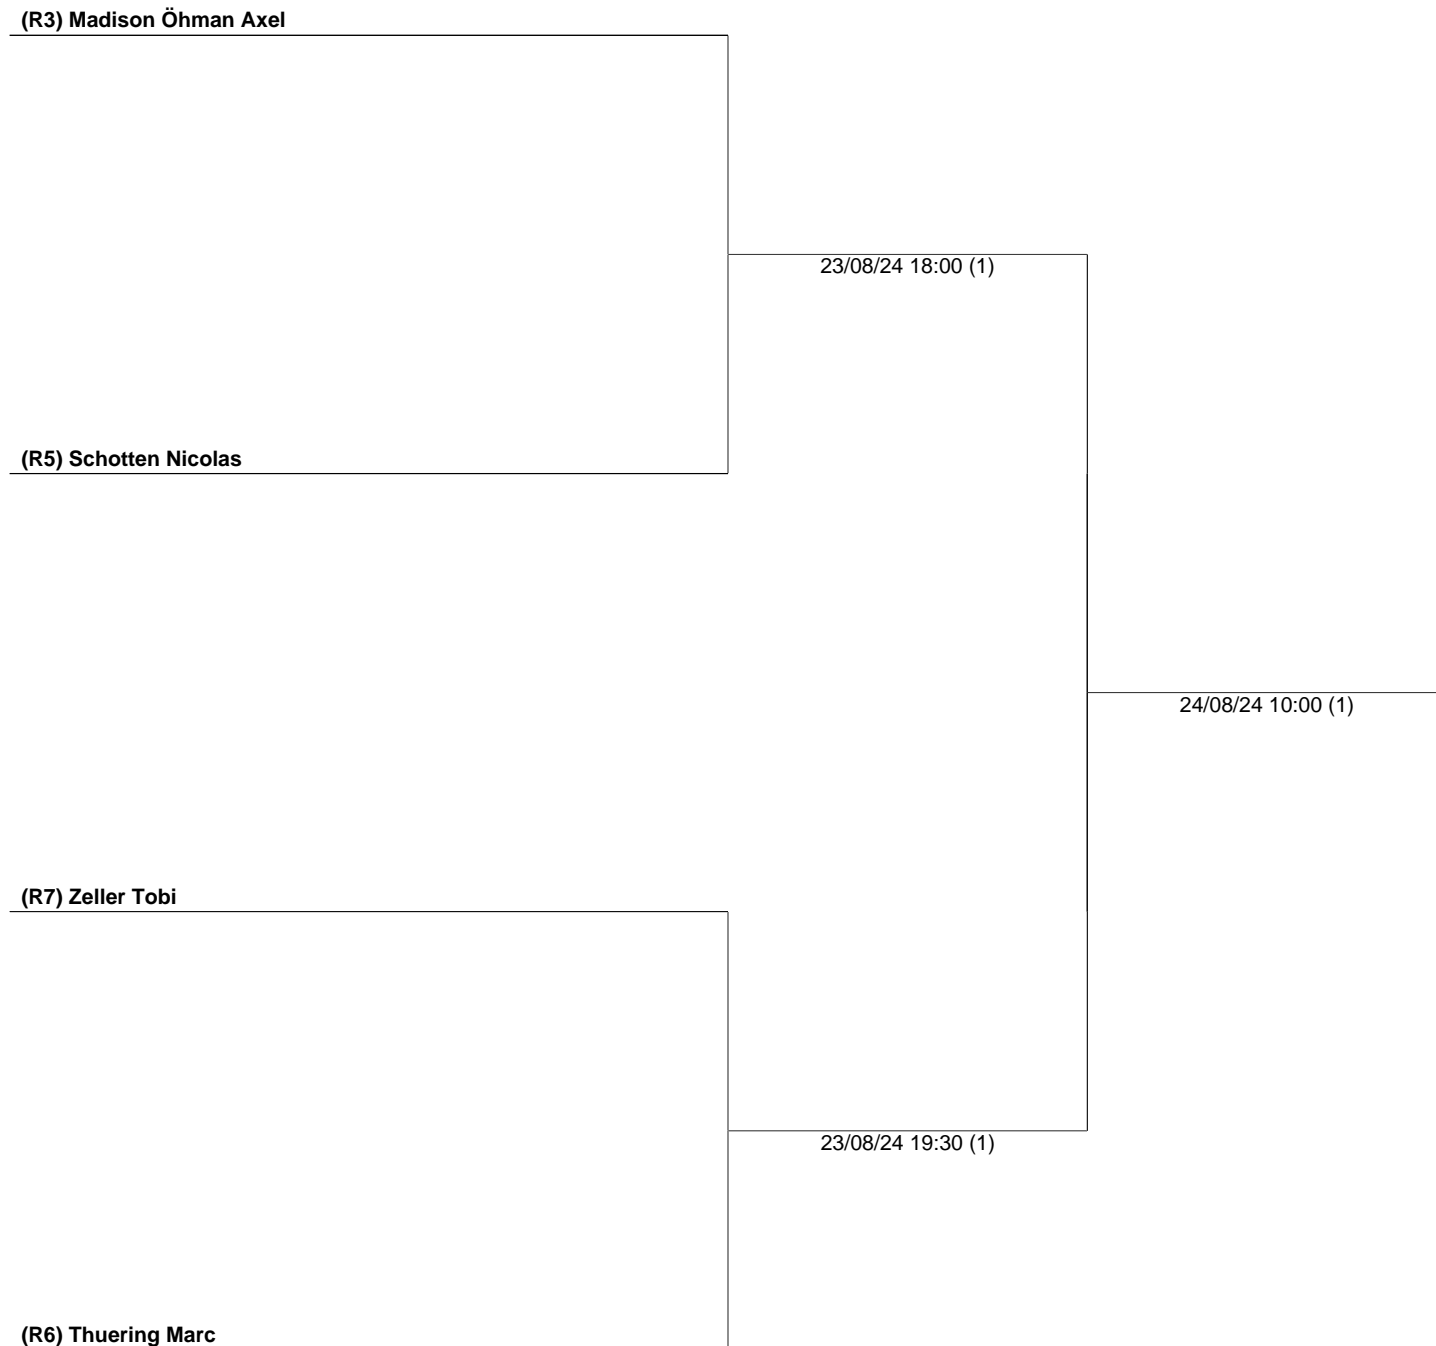 (R3) Madison Öhman Axel
23/08/24 18:00 (1)
(R5) Schotten Nicolas
24/08/24 10:00 (1)
(R7) Zeller Tobi
23/08/24 19:30 (1)
(R6) Thuering Marc